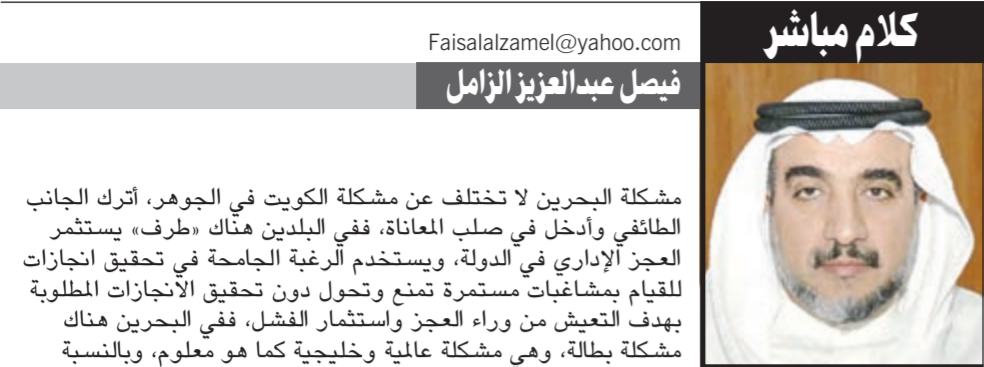 كلام مباشر
Faisalalzamel@yahoo.com
فيصل عبدالعزيز الزامل
مشكلة البحرين لا تختلف عن مشكلة الكويت في الجوهر، أترك الجانب
الطائفي وأدخل في صلب المعاناة، ففي البلدين هناك «طرف» يستثمر
العجز الإداري في الدولة، ويستخدم الرغبة الجامحة في تحقيق انجازات
للقيام بمشاغبات مستمرة تمنع وتحول دون تحقيق الانجازات المطلوبة
بهدف التعيش من وراء العجز واستثمار الفشل، ففي البحرين هناك
مشكلة بطالة، وهي مشكلة عالمية وخليجية كما هو معلوم، وبالنسبة